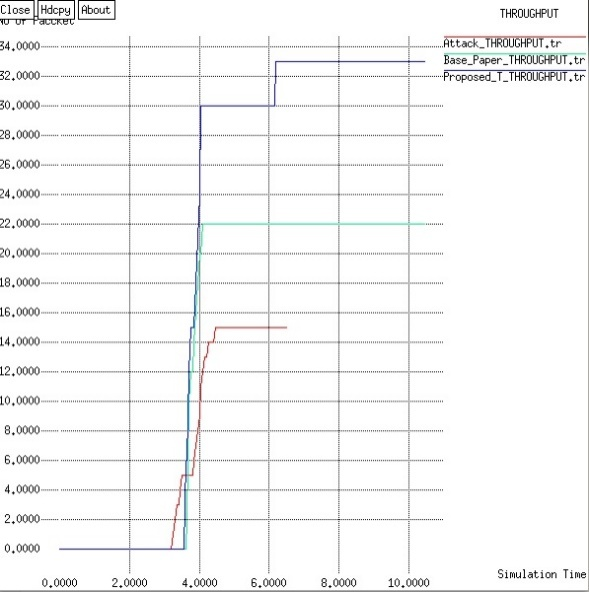 Close Hdcpy About
No of Paccket
THROUGHPUT
34.0000
Attack_THROUGHPUT.tr
Base_Paper_THROUGHPUT.tr
Proposed_T_THROUGHPUT.tr
32.0000
30.0000
28.0000
26.0000
24.0000
22.0000
20.0000
18.0000
16.0000
14.0000
12.0000
10.0000
8.0000
6.0000
4.0000
2.0000
0.0000
Simulation Time
0.0000 2.0000 4.0000 6.0000 8.0000 10.0000